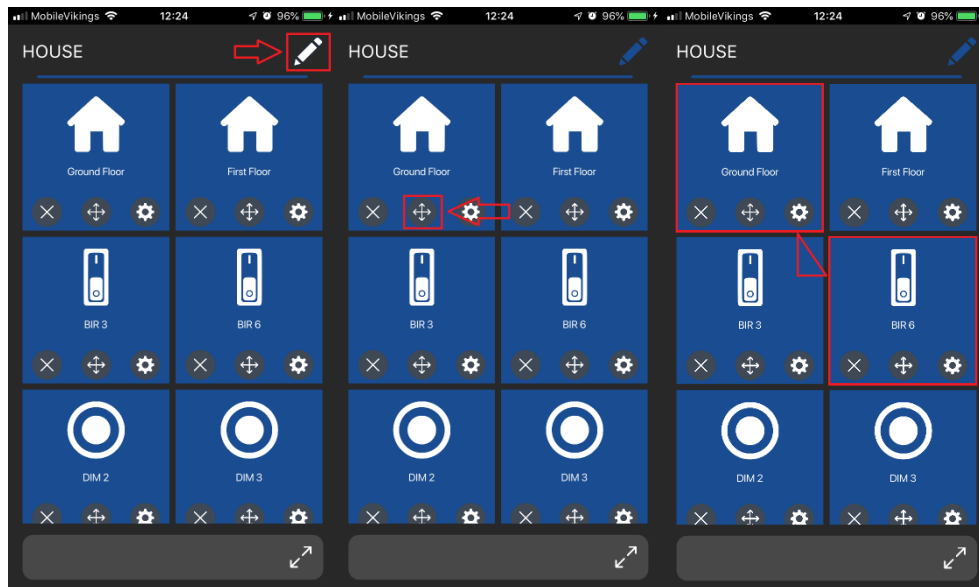 MobileVikings 12:24 96%
HOUSE
Ground Floor First Floor
BIR 3 BIR 6
DIM 2 DIM 3
MobileVikings 12:24 96%
HOUSE
Ground Floor First Floor
BIR 3 BIR 6
DIM 2 DIM 3
MobileVikings 12:24 96%
HOUSE
Ground Floor First Floor
BIR 3 BIR 6
DIM 2 DIM 3